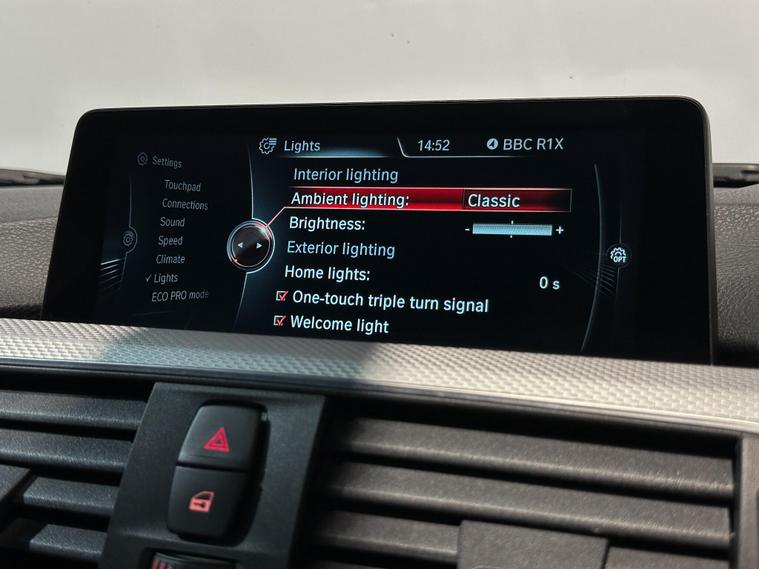 Lights
14:52
BBC R1X
Settings
Touchpad
Connections
Sound
Speed
Climate
✓ Lights
ECO PRO mode
Interior lighting
Ambient lighting: Classic
Brightness: - +
Exterior lighting
Home lights: 0 s
One-touch triple turn signal
Welcome light
OPT